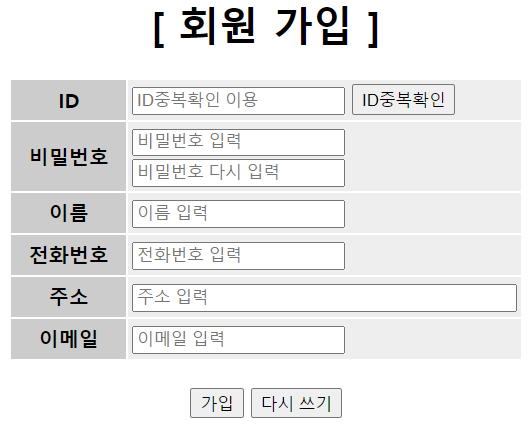 [ 회원 가입 ]
ID ID중복확인 이용 ID중복확인
비밀번호 비밀번호 입력
비밀번호 다시 입력
이름 이름 입력
전화번호 전화번호 입력
주소 주소 입력
이메일 이메일 입력
가입 다시 쓰기